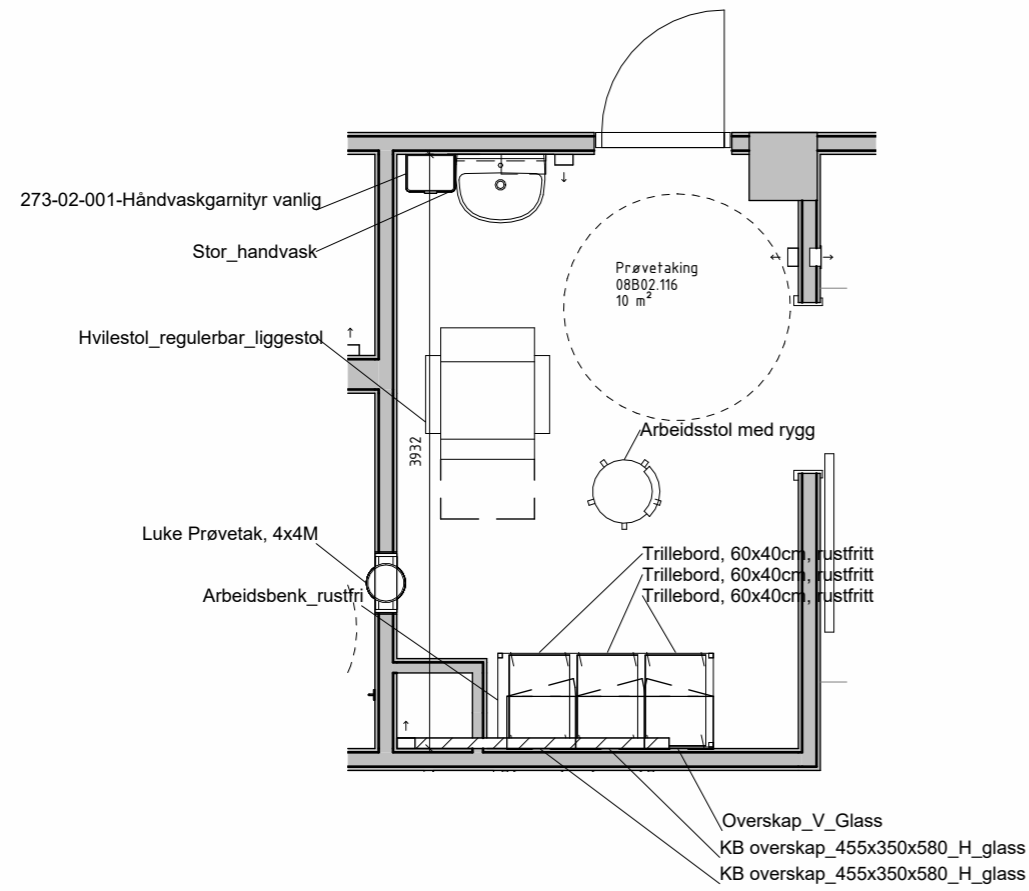 273-02-001-Håndvaskgarnityr vanlig
Stor_handvask
Prøvetaking
08B02.116
10 m²
Hvilestol_regulerbar_liggestol
Arbeidsstol med rygg
3932
Luke Prøvetak, 4x4M
Trillebord, 60x40cm, rustfritt
Trillebord, 60x40cm, rustfritt
Arbeidsbenk_rustfri
Trillebord, 60x40cm, rustfritt
Overskap_V_Glass
KB overskap_455x350x580_H_glass
KB overskap_455x350x580_H_glass